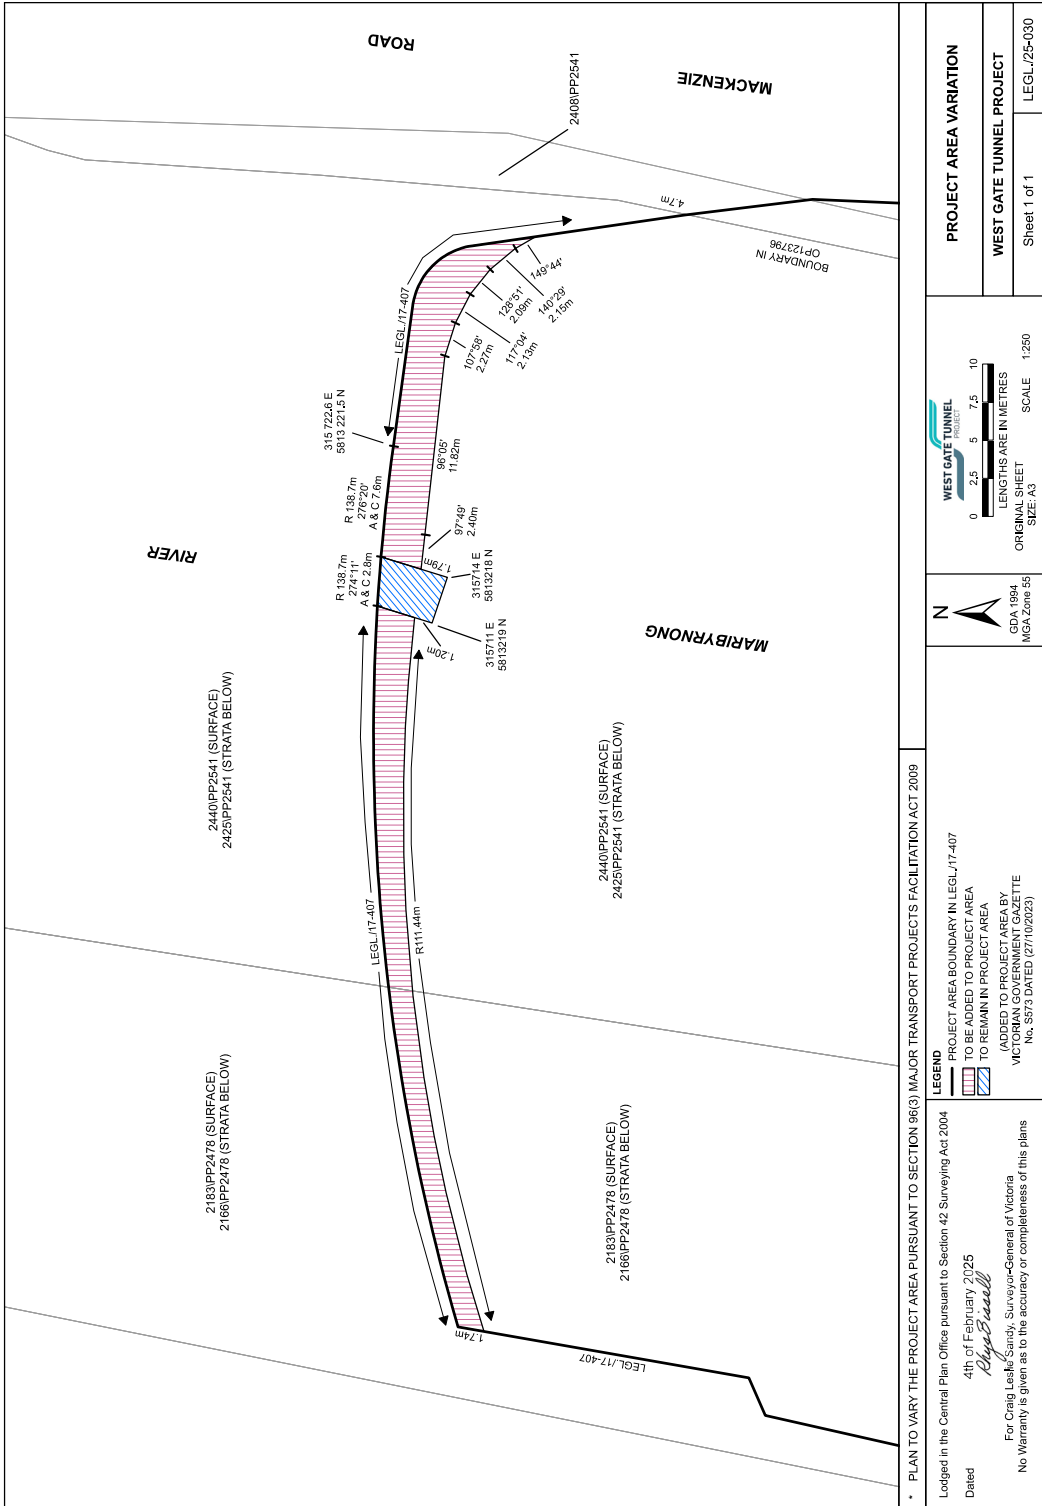 RIVER
MARIBYRNONG
MACKENZIE
ROAD
2408\PP2541
BOUNDARY IN
OP123796
4.7m
2183\PP2478 (SURFACE)
2166\PP2478 (STRATA BELOW)
2440\PP2541 (SURFACE)
2425\PP2541 (STRATA BELOW)
2183\PP2478 (SURFACE)
2166\PP2478 (STRATA BELOW)
2440\PP2541 (SURFACE)
2425\PP2541 (STRATA BELOW)
LEGL./17-407
LEGL./17-407
LEGL./17-407
R111.44m
1.74m
1.20m
1.79m
R 138.7m
274°11'
A & C 2.8m
R 138.7m
276°20'
A & C 7.6m
315 722.6 E
5813 221.5 N
315711 E
5813219 N
315714 E
5813218 N
97°49'
2.40m
96°05'
11.82m
107°58'
2.27m
117°04'
2.13m
128°51'
2.09m
140°29'
2.15m
149°44'
* PLAN TO VARY THE PROJECT AREA PURSUANT TO SECTION 96(3) MAJOR TRANSPORT PROJECTS FACILITATION ACT 2009
Lodged in the Central Plan Office pursuant to Section 42 Surveying Act 2004
Dated
4th of February 2025
Rhys Bissell
For Craig Leslie Sandy, Surveyor-General of Victoria
No Warranty is given as to the accuracy or completeness of this plans
LEGEND
PROJECT AREA BOUNDARY IN LEGL./17-407
TO BE ADDED TO PROJECT AREA
TO REMAIN IN PROJECT AREA
(ADDED TO PROJECT AREA BY
VICTORIAN GOVERNMENT GAZETTE
No. S573 DATED (27/10/2023)
N
GDA 1994
MGA Zone 55
WEST GATE TUNNEL
PROJECT
0 2.5 5 7.5 10
LENGTHS ARE IN METRES
ORIGINAL SHEET
SIZE: A3
SCALE 1:250
PROJECT AREA VARIATION
WEST GATE TUNNEL PROJECT
Sheet 1 of 1
LEGL./25-030